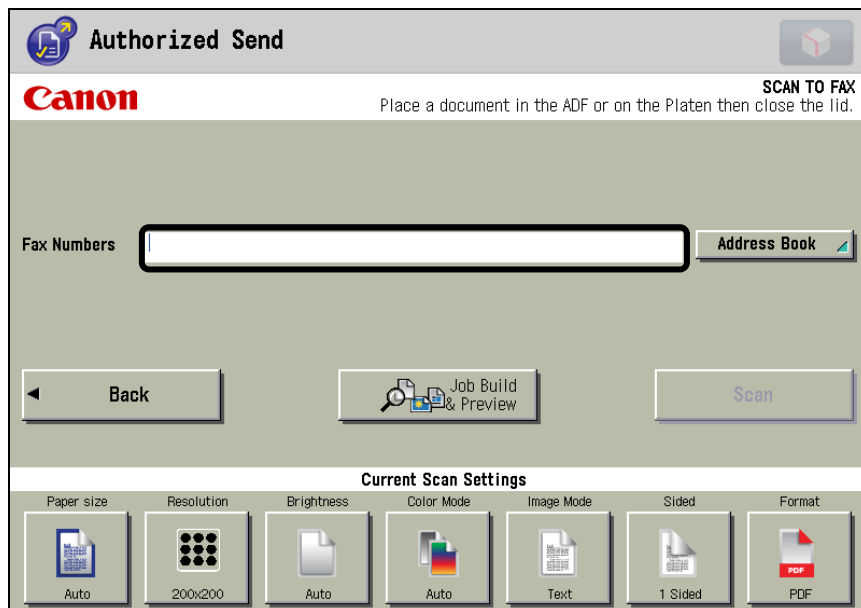 Authorized Send
Canon
SCAN TO FAX
Place a document in the ADF or on the Platen then close the lid.
Fax Numbers
Address Book
Back
Job Build
& Preview
Scan
Current Scan Settings
Paper size Resolution Brightness Color Mode Image Mode Sided Format
PDF
Auto 200x200 Auto Auto Text 1 Sided PDF